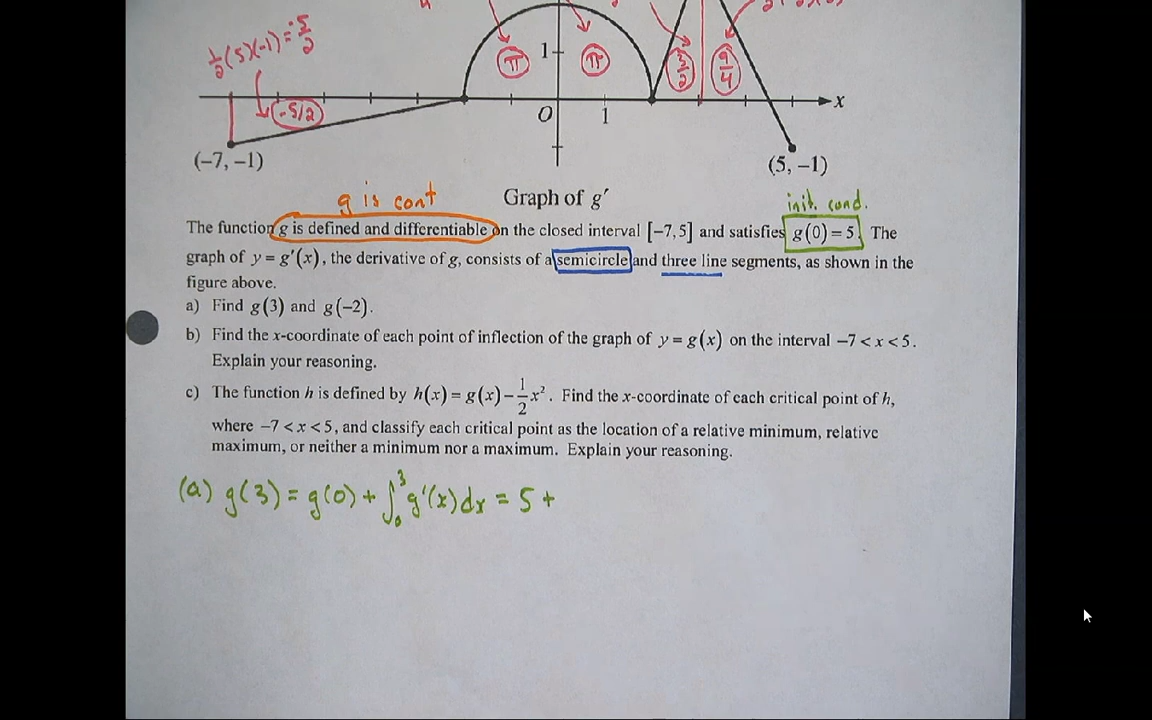 ½(5)(-1) = -5/2
1
π
π
3/2
9/4
x
-5/2
O
1
(−7, −1)
(5, −1)
g is cont
Graph of g′
init. cond.
The function g is defined and differentiable on the closed interval [−7,5] and satisfies g(0) = 5. The
graph of y = g′(x), the derivative of g, consists of a semicircle and three line segments, as shown in the
figure above.
a) Find g(3) and g(−2).
b) Find the x-coordinate of each point of inflection of the graph of y = g(x) on the interval −7 < x < 5.
Explain your reasoning.
c) The function h is defined by h(x) = g(x) − 1/2 x². Find the x-coordinate of each critical point of h,
where −7 < x < 5, and classify each critical point as the location of a relative minimum, relative
maximum, or neither a minimum nor a maximum. Explain your reasoning.
(a) g(3) = g(0) + ∫₀³ g′(x) dx = 5 +